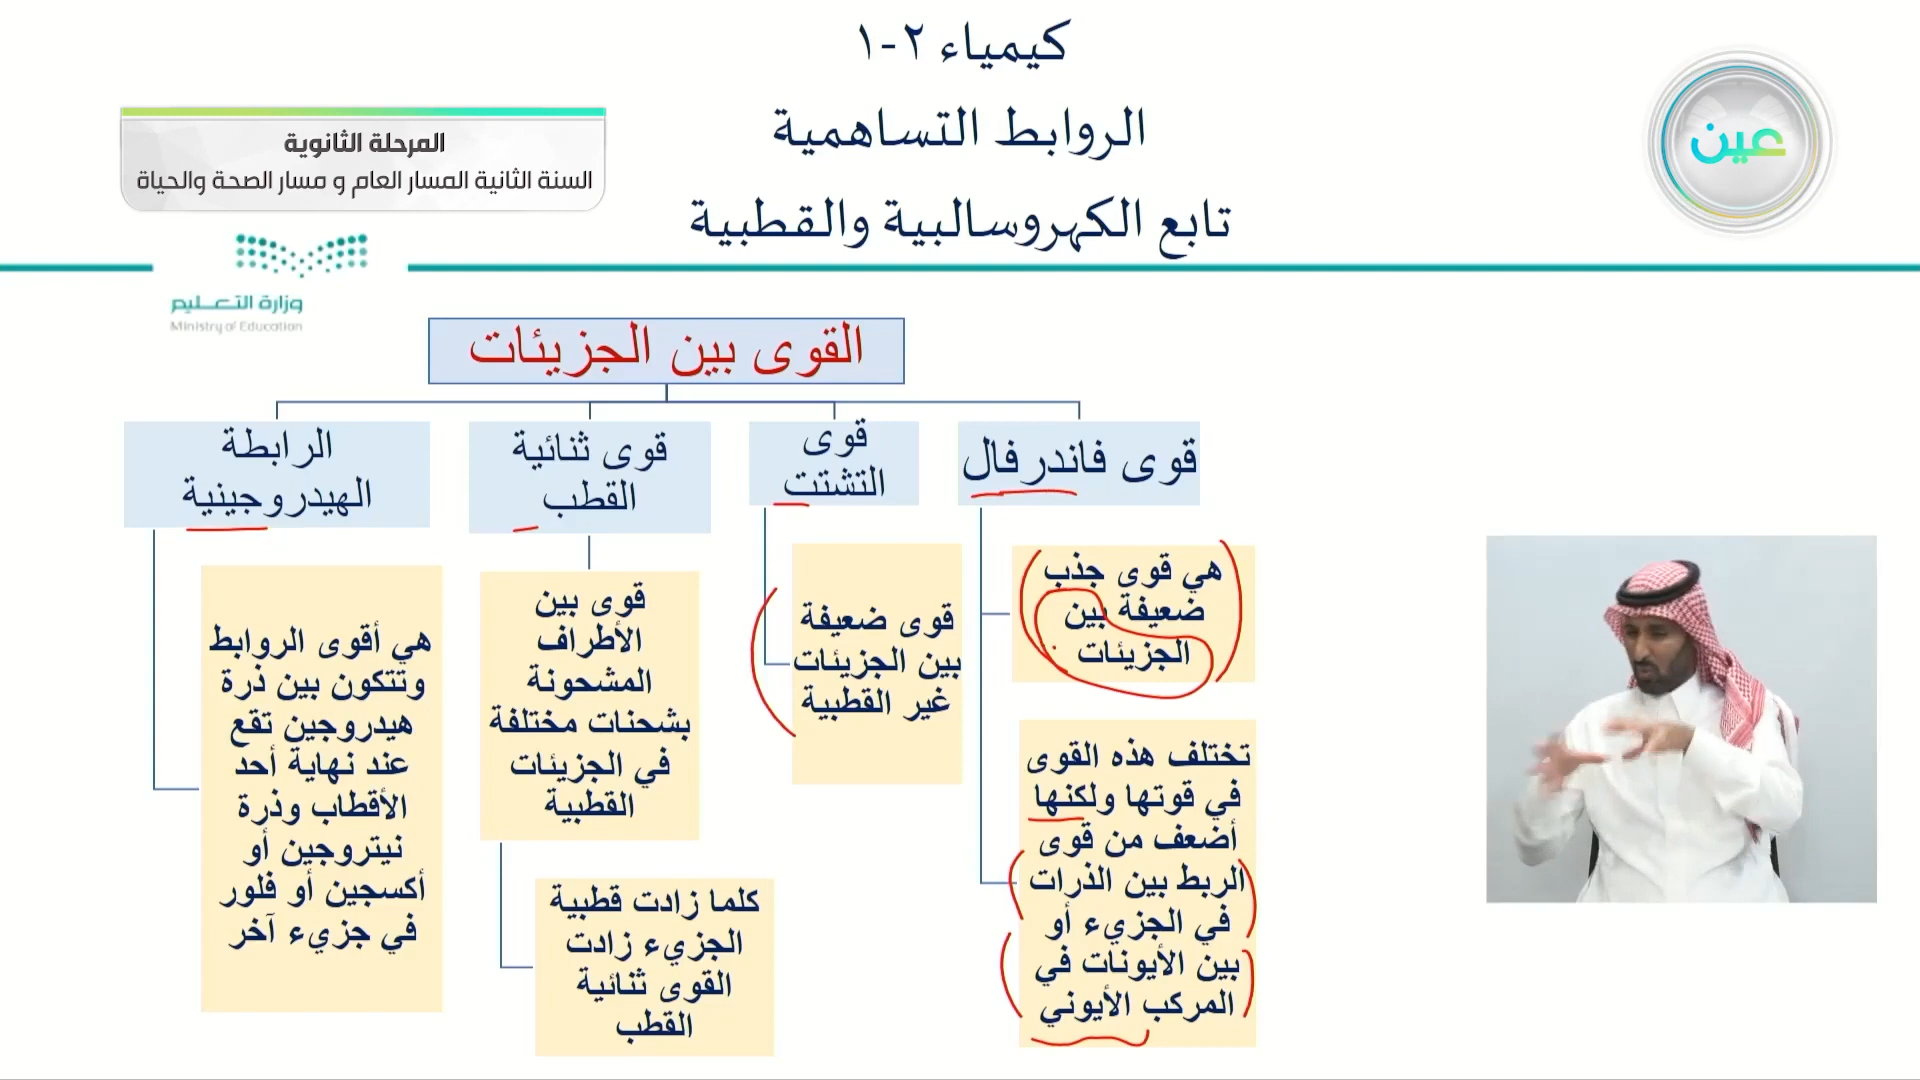 كيمياء ٢-١
الروابط التساهمية
تابع الكهروسالبية والقطبية
عين
المرحلة الثانوية
السنة الثانية المسار العام و مسار الصحة والحياة
وزارة التعليم
Ministry of Education
القوى بين الجزيئات
قوى فاندرفال
هي قوى جذب
ضعيفة بين
الجزيئات
تختلف هذه القوى
في قوتها ولكنها
أضعف من قوى
الربط بين الذرات
في الجزيء أو
بين الأيونات في
المركب الأيوني
قوى
التشتت
قوى ضعيفة
بين الجزيئات
غير القطبية
قوى ثنائية
القطب
قوى بين
الأطراف
المشحونة
بشحنات مختلفة
في الجزيئات
القطبية
كلما زادت قطبية
الجزيء زادت
القوى ثنائية
القطب
الرابطة
الهيدروجينية
هي أقوى الروابط
وتتكون بين ذرة
هيدروجين تقع
عند نهاية أحد
الأقطاب وذرة
نيتروجين أو
أكسجين أو فلور
في جزيء آخر